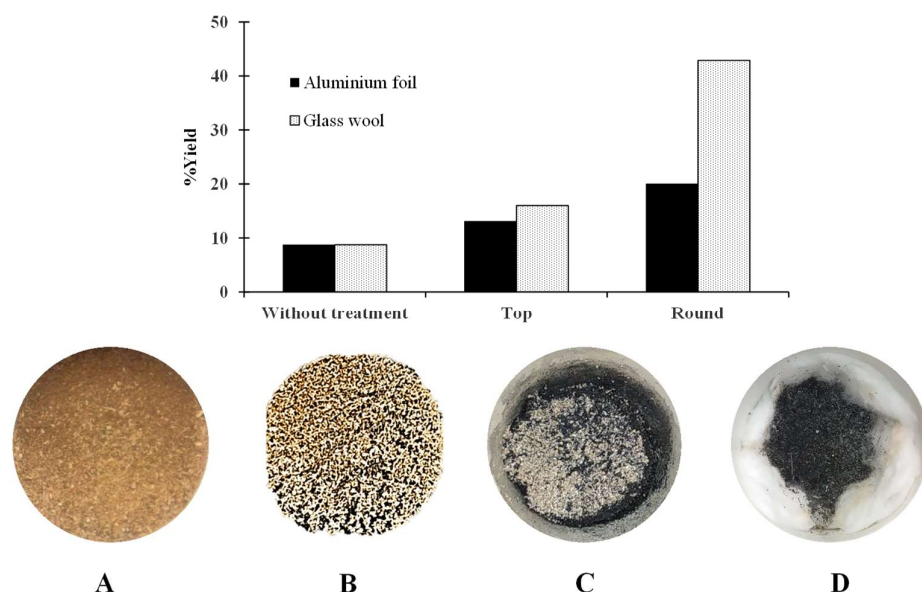 50
40
30
20
10
0
%Yield
Aluminium foil
Glass wool
Without treatment Top Round
A B C D